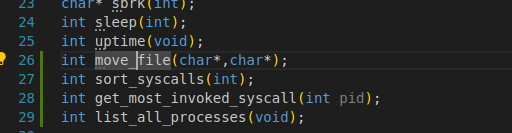 23 char* sbrk(int);
24 int sleep(int);
25 int uptime(void);
26 int move_file(char*,char*);
27 int sort_syscalls(int);
28 int get_most_invoked_syscall(int pid);
29 int list_all_processes(void);